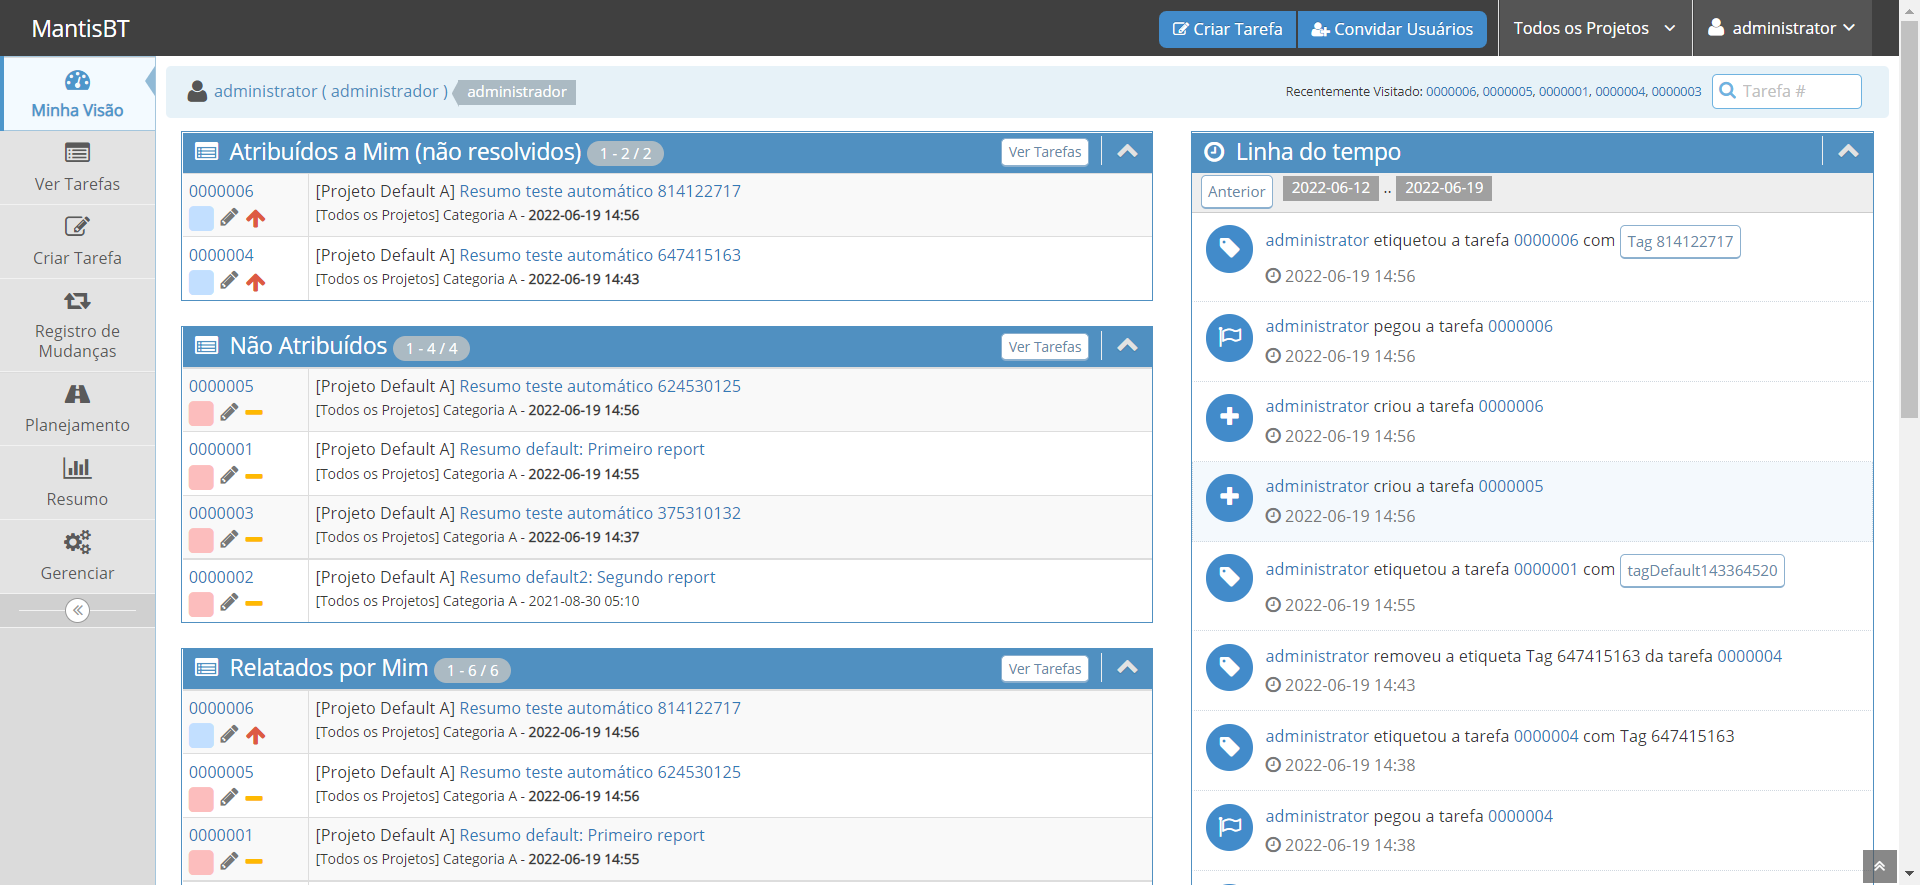 MantisBT
Criar Tarefa
Convidar Usuários
Todos os Projetos
administrator
Minha Visão
Ver Tarefas
Criar Tarefa
Registro de
Mudanças
Planejamento
Resumo
Gerenciar
administrator ( administrador ) administrador
Recentemente Visitado: 0000006, 0000005, 0000001, 0000004, 0000003
Tarefa #
Atribuídos a Mim (não resolvidos) 1 - 2 / 2
Ver Tarefas
0000006
[Projeto Default A] Resumo teste automático 814122717
[Todos os Projetos] Categoria A - 2022-06-19 14:56
0000004
[Projeto Default A] Resumo teste automático 647415163
[Todos os Projetos] Categoria A - 2022-06-19 14:43
Não Atribuídos 1 - 4 / 4
Ver Tarefas
0000005
[Projeto Default A] Resumo teste automático 624530125
[Todos os Projetos] Categoria A - 2022-06-19 14:56
0000001
[Projeto Default A] Resumo default: Primeiro report
[Todos os Projetos] Categoria A - 2022-06-19 14:55
0000003
[Projeto Default A] Resumo teste automático 375310132
[Todos os Projetos] Categoria A - 2022-06-19 14:37
0000002
[Projeto Default A] Resumo default2: Segundo report
[Todos os Projetos] Categoria A - 2021-08-30 05:10
Relatados por Mim 1 - 6 / 6
Ver Tarefas
0000006
[Projeto Default A] Resumo teste automático 814122717
[Todos os Projetos] Categoria A - 2022-06-19 14:56
0000005
[Projeto Default A] Resumo teste automático 624530125
[Todos os Projetos] Categoria A - 2022-06-19 14:56
0000001
[Projeto Default A] Resumo default: Primeiro report
[Todos os Projetos] Categoria A - 2022-06-19 14:55
Linha do tempo
Anterior 2022-06-12 .. 2022-06-19
administrator etiquetou a tarefa 0000006 com Tag 814122717
2022-06-19 14:56
administrator pegou a tarefa 0000006
2022-06-19 14:56
administrator criou a tarefa 0000006
2022-06-19 14:56
administrator criou a tarefa 0000005
2022-06-19 14:56
administrator etiquetou a tarefa 0000001 com tagDefault143364520
2022-06-19 14:55
administrator removeu a etiqueta Tag 647415163 da tarefa 0000004
2022-06-19 14:43
administrator etiquetou a tarefa 0000004 com Tag 647415163
2022-06-19 14:38
administrator pegou a tarefa 0000004
2022-06-19 14:38